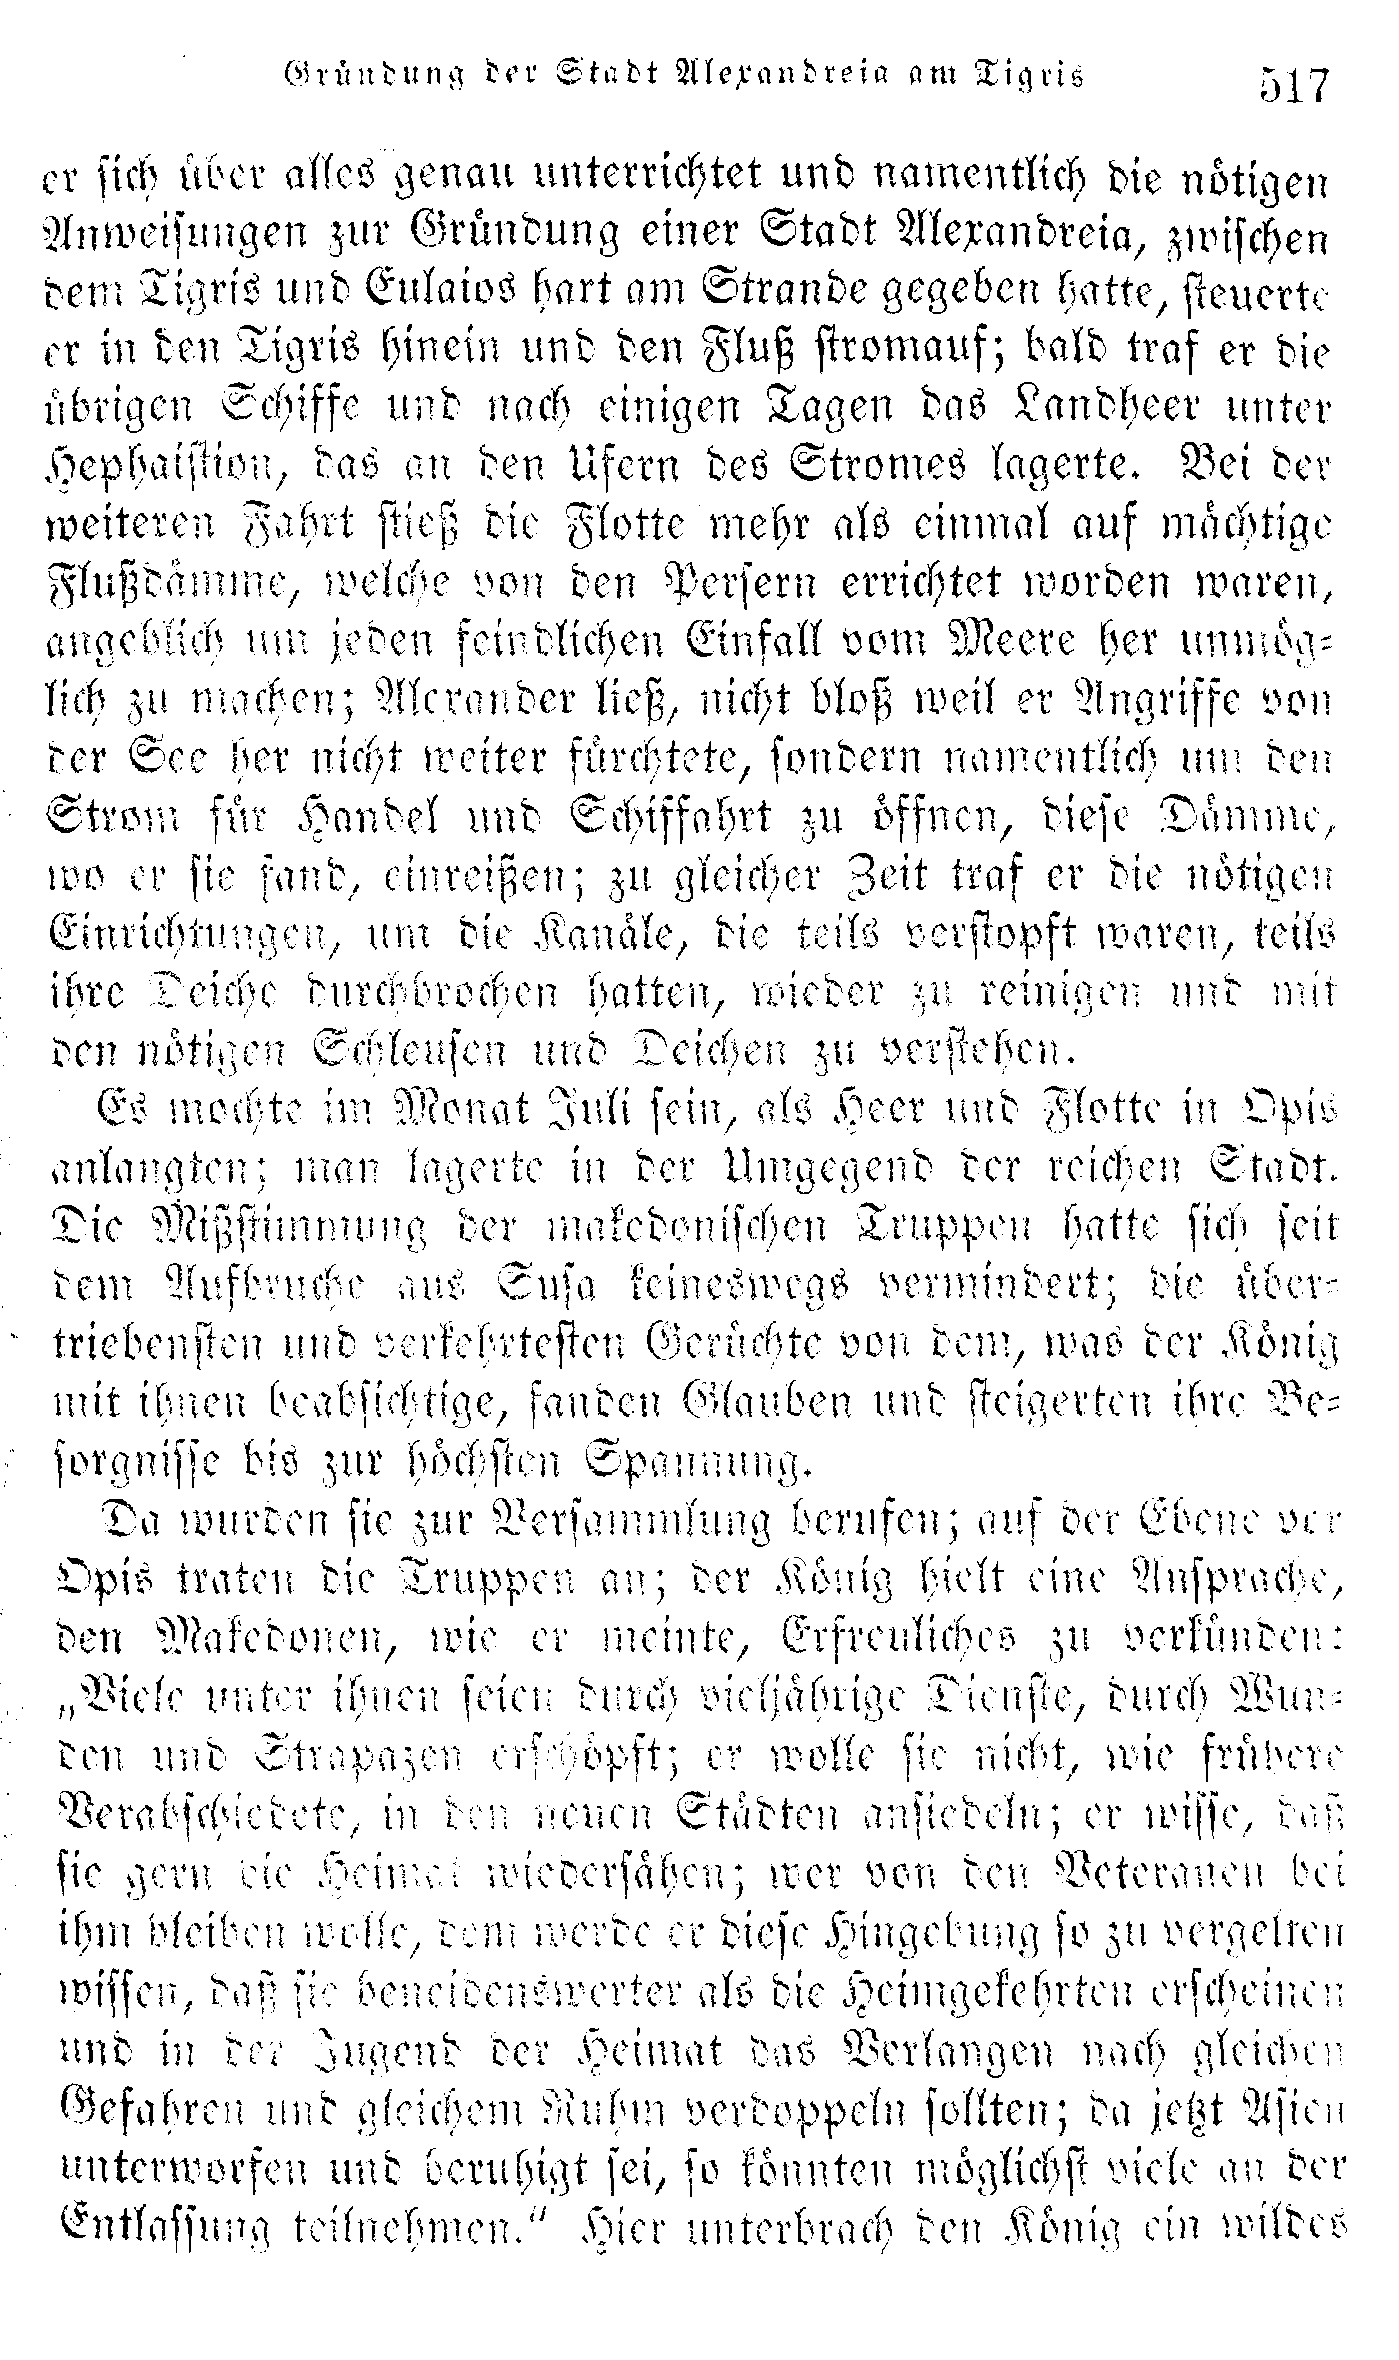 Gründung der Stadt Alexandreia am Tigris 517
er sich über alles genau unterrichtet und namentlich die nötigen
Anweisungen zur Gründung einer Stadt Alexandreia, zwischen
dem Tigris und Eulaios hart am Strande gegeben hatte, steuerte
er in den Tigris hinein und den Fluß stromauf; bald traf er die
übrigen Schiffe und nach einigen Tagen das Landheer unter
Hephaistion, das an den Ufern des Stromes lagerte. Bei der
weiteren Fahrt stieß die Flotte mehr als einmal auf mächtige
Flußdämme, welche von den Persern errichtet worden waren,
angeblich um jeden feindlichen Einfall vom Meere her unmög-
lich zu machen; Alexander ließ, nicht bloß weil er Angriffe von
der See her nicht weiter fürchtete, sondern namentlich um den
Strom für Handel und Schiffahrt zu öffnen, diese Dämme,
wo er sie fand, einreißen; zu gleicher Zeit traf er die nötigen
Einrichtungen, um die Kanäle, die teils verstopft waren, teils
ihre Deiche durchbrochen hatten, wieder zu reinigen und mit
den nötigen Schleusen und Deichen zu verstehen.
Es mochte im Monat Juli sein, als Heer und Flotte in Opis
anlangten; man lagerte in der Umgegend der reichen Stadt.
Die Mißstimmung der makedonischen Truppen hatte sich seit
dem Aufbruche aus Susa keineswegs vermindert; die über-
triebensten und verkehrtesten Gerüchte von dem, was der König
mit ihnen beabsichtige, fanden Glauben und steigerten ihre Be-
sorgnisse bis zur höchsten Spannung.
Da wurden sie zur Versammlung berufen; auf der Ebene vor
Opis traten die Truppen an; der König hielt eine Ansprache,
den Makedonen, wie er meinte, Erfreuliches zu verkünden:
„Viele unter ihnen seien durch vieljährige Dienste, durch Wun-
den und Strapazen erschöpft; er wolle sie nicht, wie frühere
Verabschiedete, in den neuen Städten ansiedeln; er wisse, daß
sie gern die Heimat wiedersähen; wer von den Veteranen bei
ihm bleiben wolle, dem werde er diese Hingebung so zu vergelten
wissen, daß sie beneidenswerter als die Heimgekehrten erscheinen
und in der Jugend der Heimat das Verlangen nach gleichen
Gefahren und gleichem Ruhm verdoppeln sollten; da jetzt Asien
unterworfen und beruhigt sei, so könnten möglichst viele an der
Entlassung teilnehmen.“ Hier unterbrach den König ein wildes